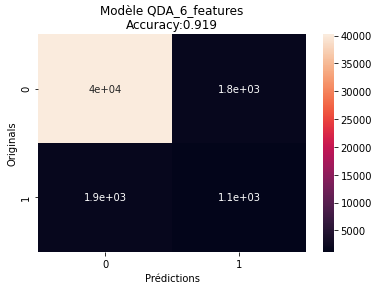 Modèle QDA_6_features
Accuracy:0.919
4e+04
1.8e+03
1.9e+03
1.1e+03
0
1
Originals
0
1
Prédictions
40000
35000
30000
25000
20000
15000
10000
5000